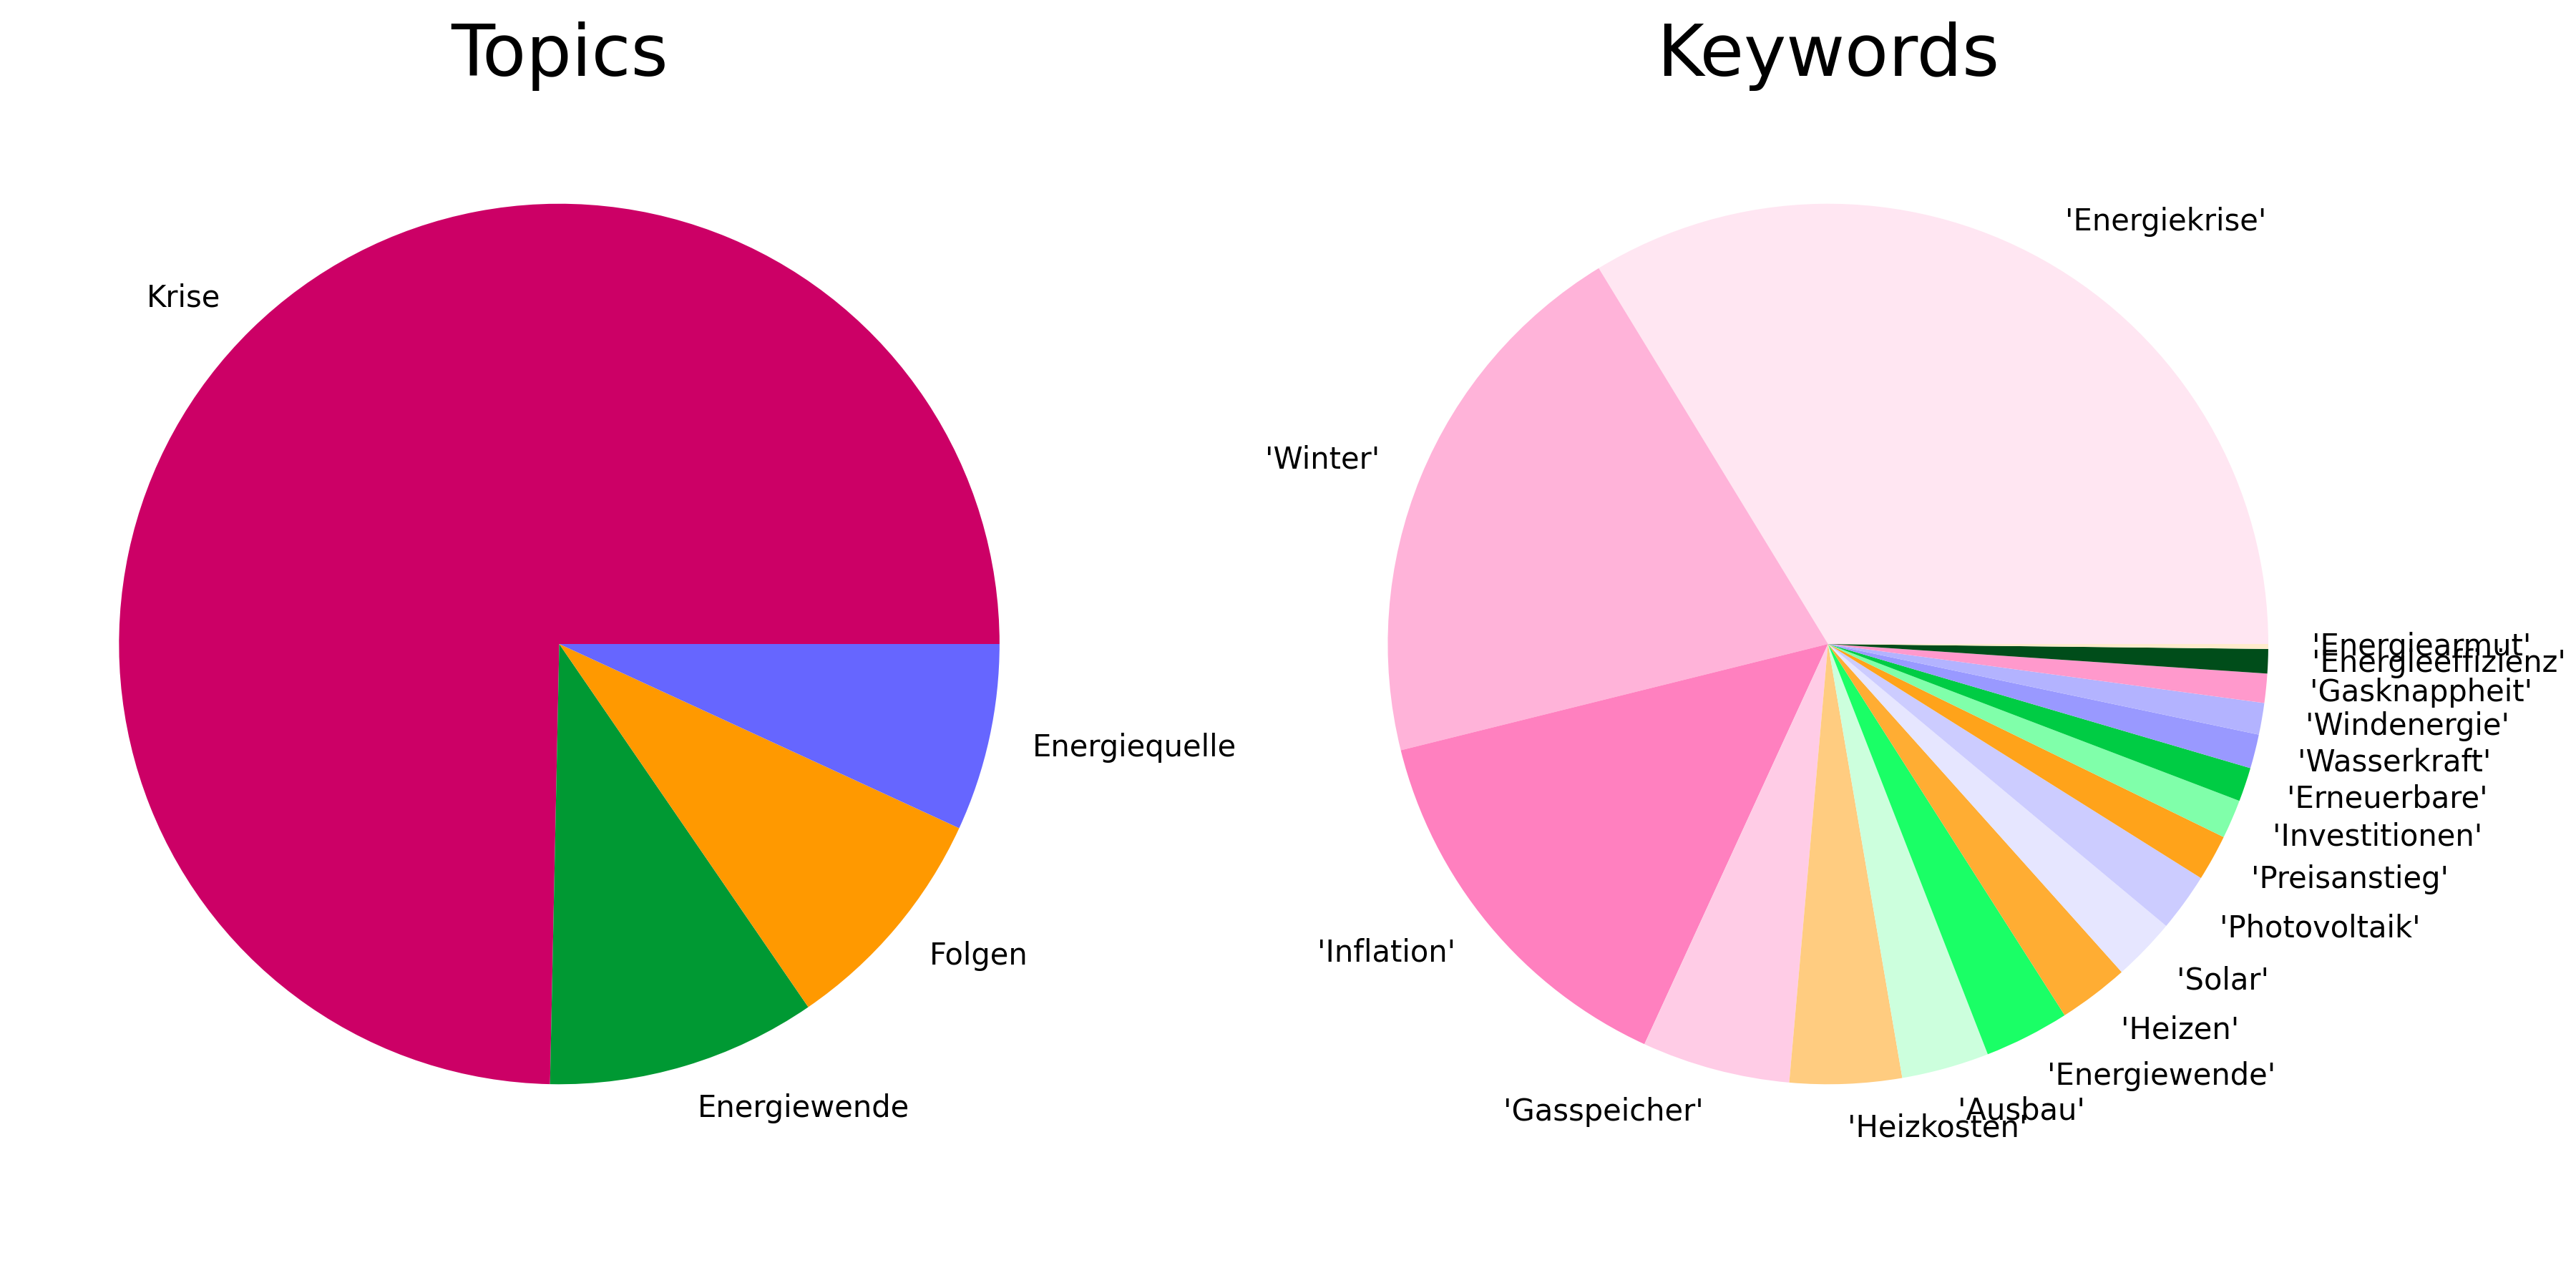 Topics
Krise
Energiequelle
Folgen
Energiewende
Keywords
'Energiekrise'
'Winter'
'Inflation'
'Gasspeicher'
'Heizkosten'
'Ausbau'
'Energiewende'
'Heizen'
'Solar'
'Photovoltaik'
'Preisanstieg'
'Investitionen'
'Erneuerbare'
'Wasserkraft'
'Windenergie'
'Gasknappheit'
'Energieeffizienz'
'Energiearmut'